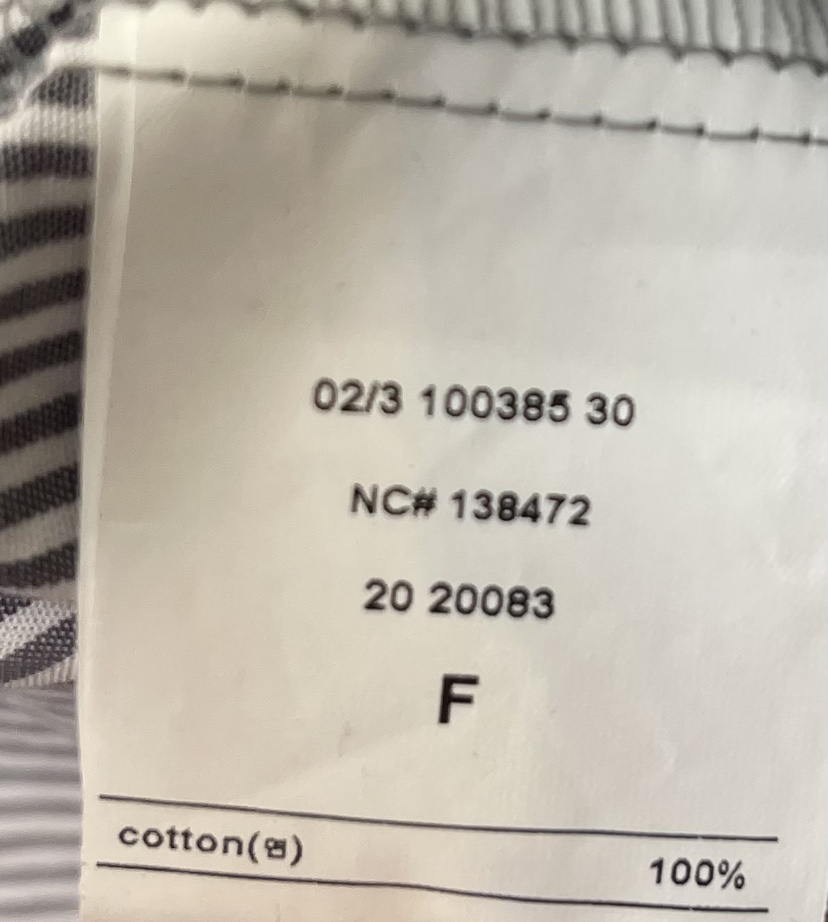 02/3 100385 30
NC# 138472
20 20083
F
cotton(면) 100%